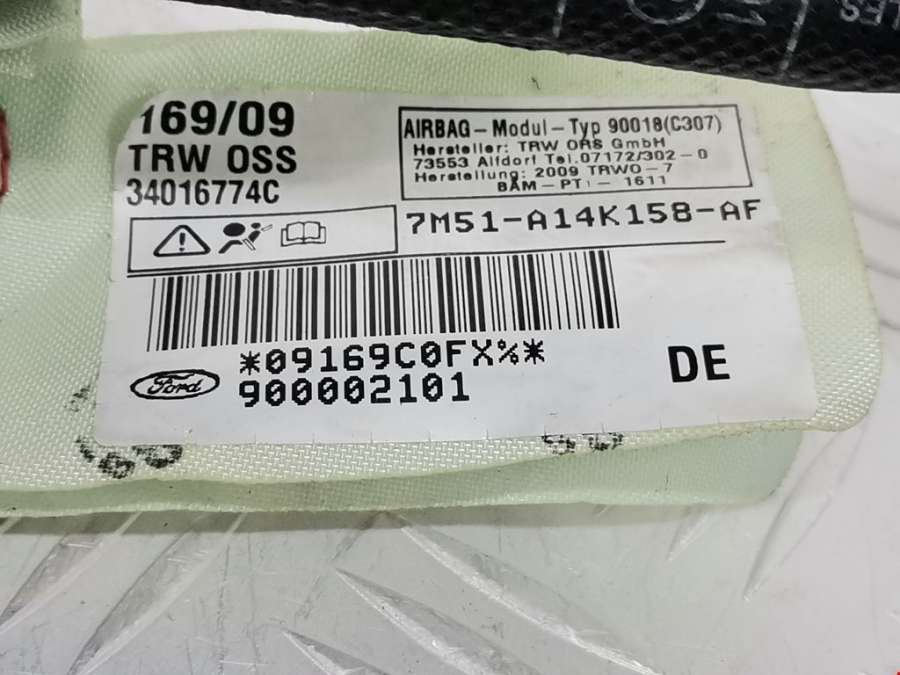 LES
169/09
TRW OSS
34016774C
AIRBAG-Modul-Typ 90018(C307)
Hersteller: TRW ORS GmbH
73553 Alfdorf Tel.07172/302-0
Herstellung: 2009 TRWO-7
BAM-PT1-1611
7M51-A14K158-AF
*09169C0FX%*
Ford
900002101
DE